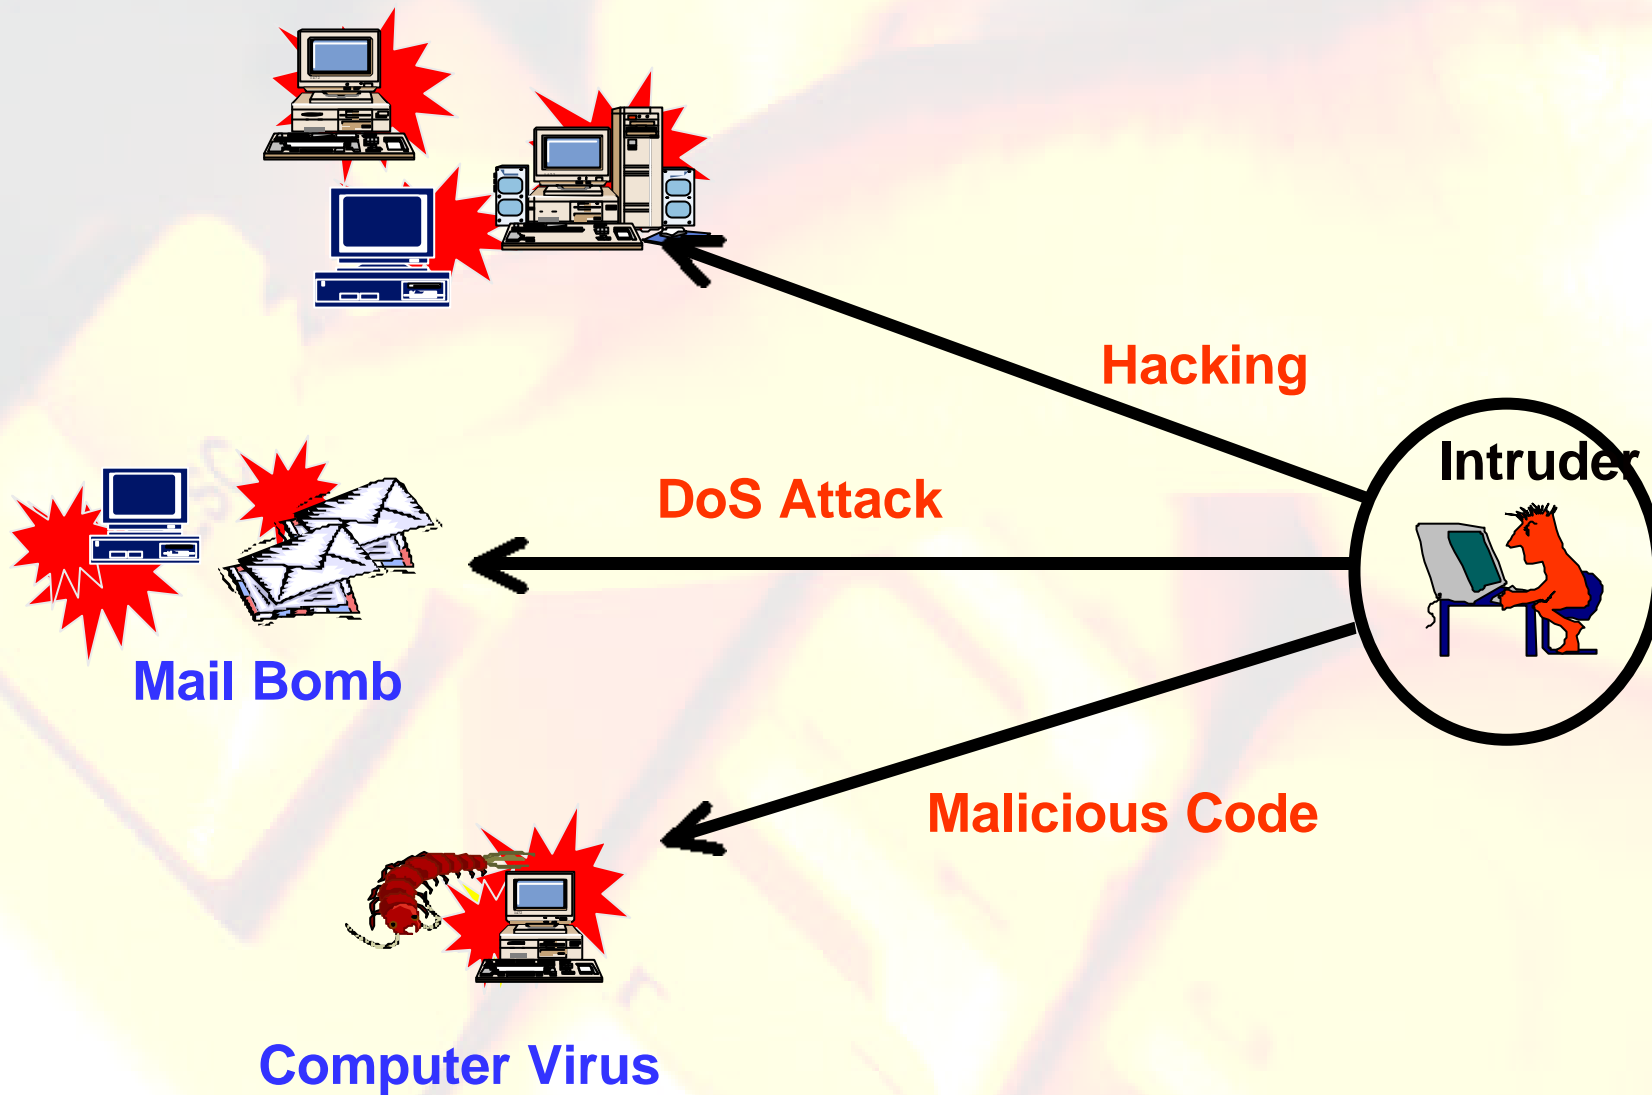 Hacking
Intruder
DoS Attack
Mail Bomb
Malicious Code
Computer Virus